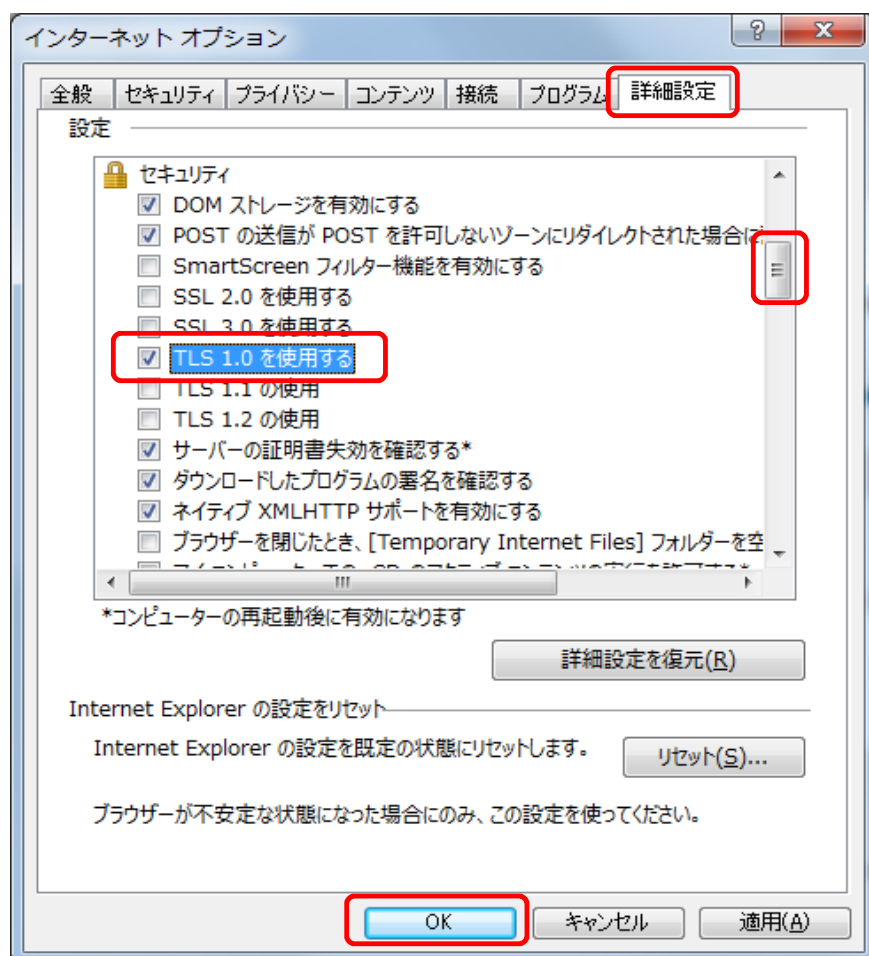 インターネット オプション
全般 セキュリティ プライバシー コンテンツ 接続 プログラム 詳細設定
設定
セキュリティ
DOM ストレージを有効にする
POST の送信が POST を許可しないゾーンにリダイレクトされた場合に
SmartScreen フィルター機能を有効にする
SSL 2.0 を使用する
SSL 3.0 を使用する
TLS 1.0 を使用する
TLS 1.1 の使用
TLS 1.2 の使用
サーバーの証明書失効を確認する*
ダウンロードしたプログラムの署名を確認する
ネイティブ XMLHTTP サポートを有効にする
ブラウザーを閉じたとき、[Temporary Internet Files] フォルダーを空
*コンピューターの再起動後に有効になります
詳細設定を復元(R)
Internet Explorer の設定をリセット
Internet Explorer の設定を既定の状態にリセットします。
リセット(S)...
ブラウザーが不安定な状態になった場合にのみ、この設定を使ってください。
OK キャンセル 適用(A)